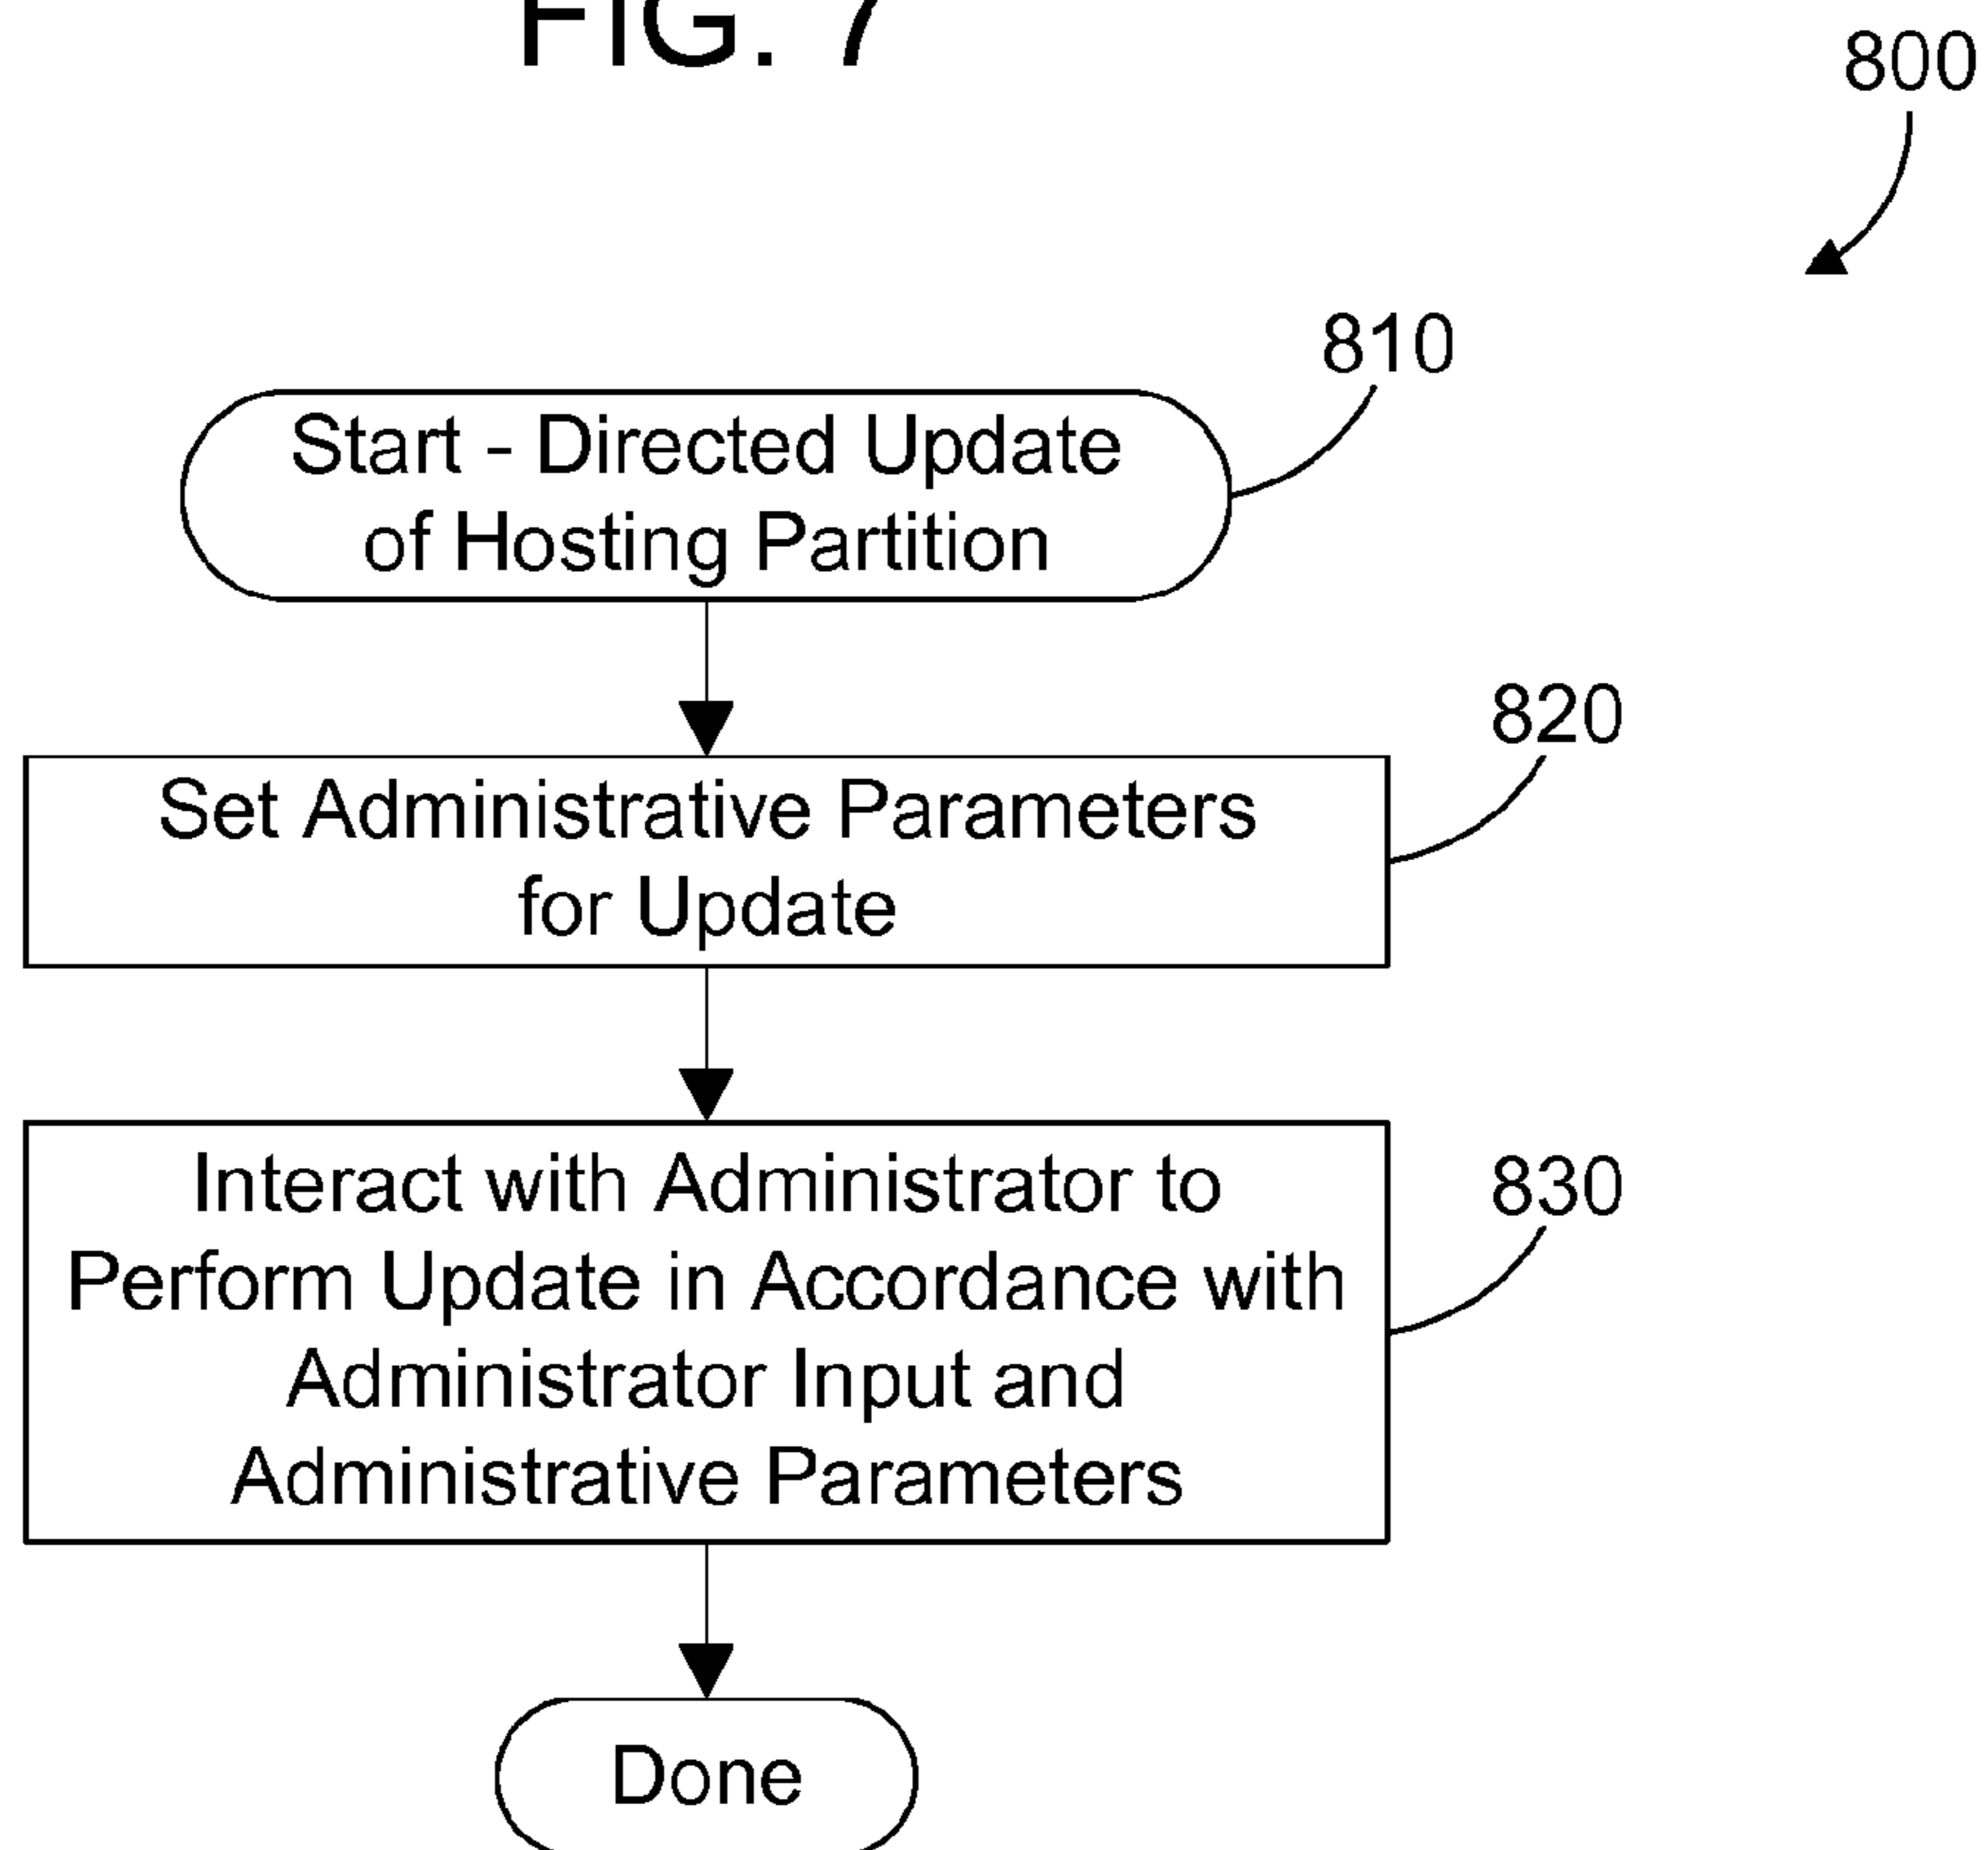 FIG. 7
800
810
Start - Directed Update
of Hosting Partition
820
Set Administrative Parameters
for Update
830
Interact with Administrator to
Perform Update in Accordance with
Administrator Input and
Administrative Parameters
Done